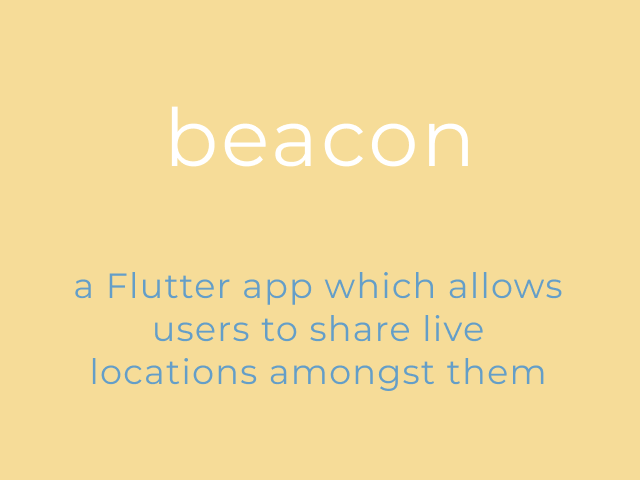 beacon
a Flutter app which allows
users to share live
locations amongst them